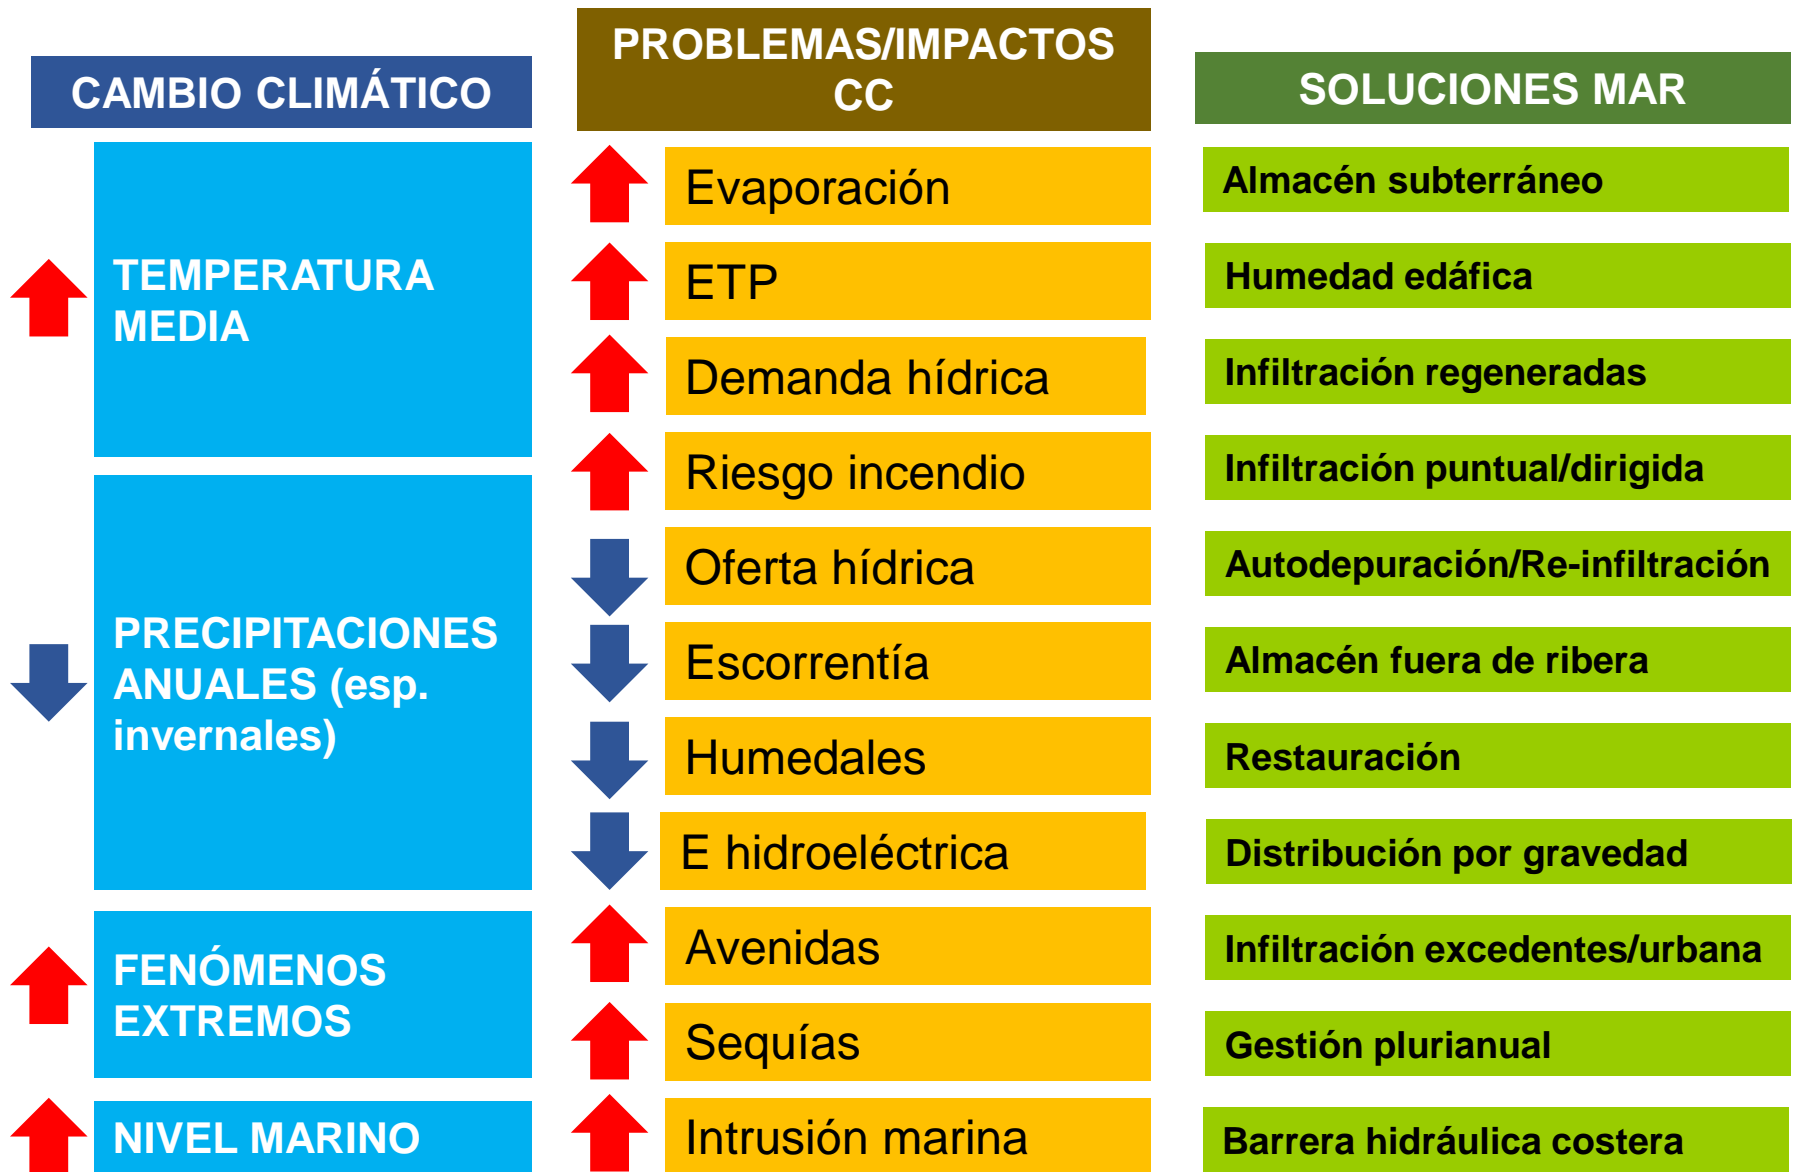 CAMBIO CLIMÁTICO
TEMPERATURA
MEDIA
PRECIPITACIONES
ANUALES (esp.
invernales)
FENÓMENOS
EXTREMOS
NIVEL MARINO
PROBLEMAS/IMPACTOS
CC
Evaporación
ETP
Demanda hídrica
Riesgo incendio
Oferta hídrica
Escorrentía
Humedales
E hidroeléctrica
Avenidas
Sequías
Intrusión marina
SOLUCIONES MAR
Almacén subterráneo
Humedad edáfica
Infiltración regeneradas
Infiltración puntual/dirigida
Autodepuración/Re-infiltración
Almacén fuera de ribera
Restauración
Distribución por gravedad
Infiltración excedentes/urbana
Gestión plurianual
Barrera hidráulica costera